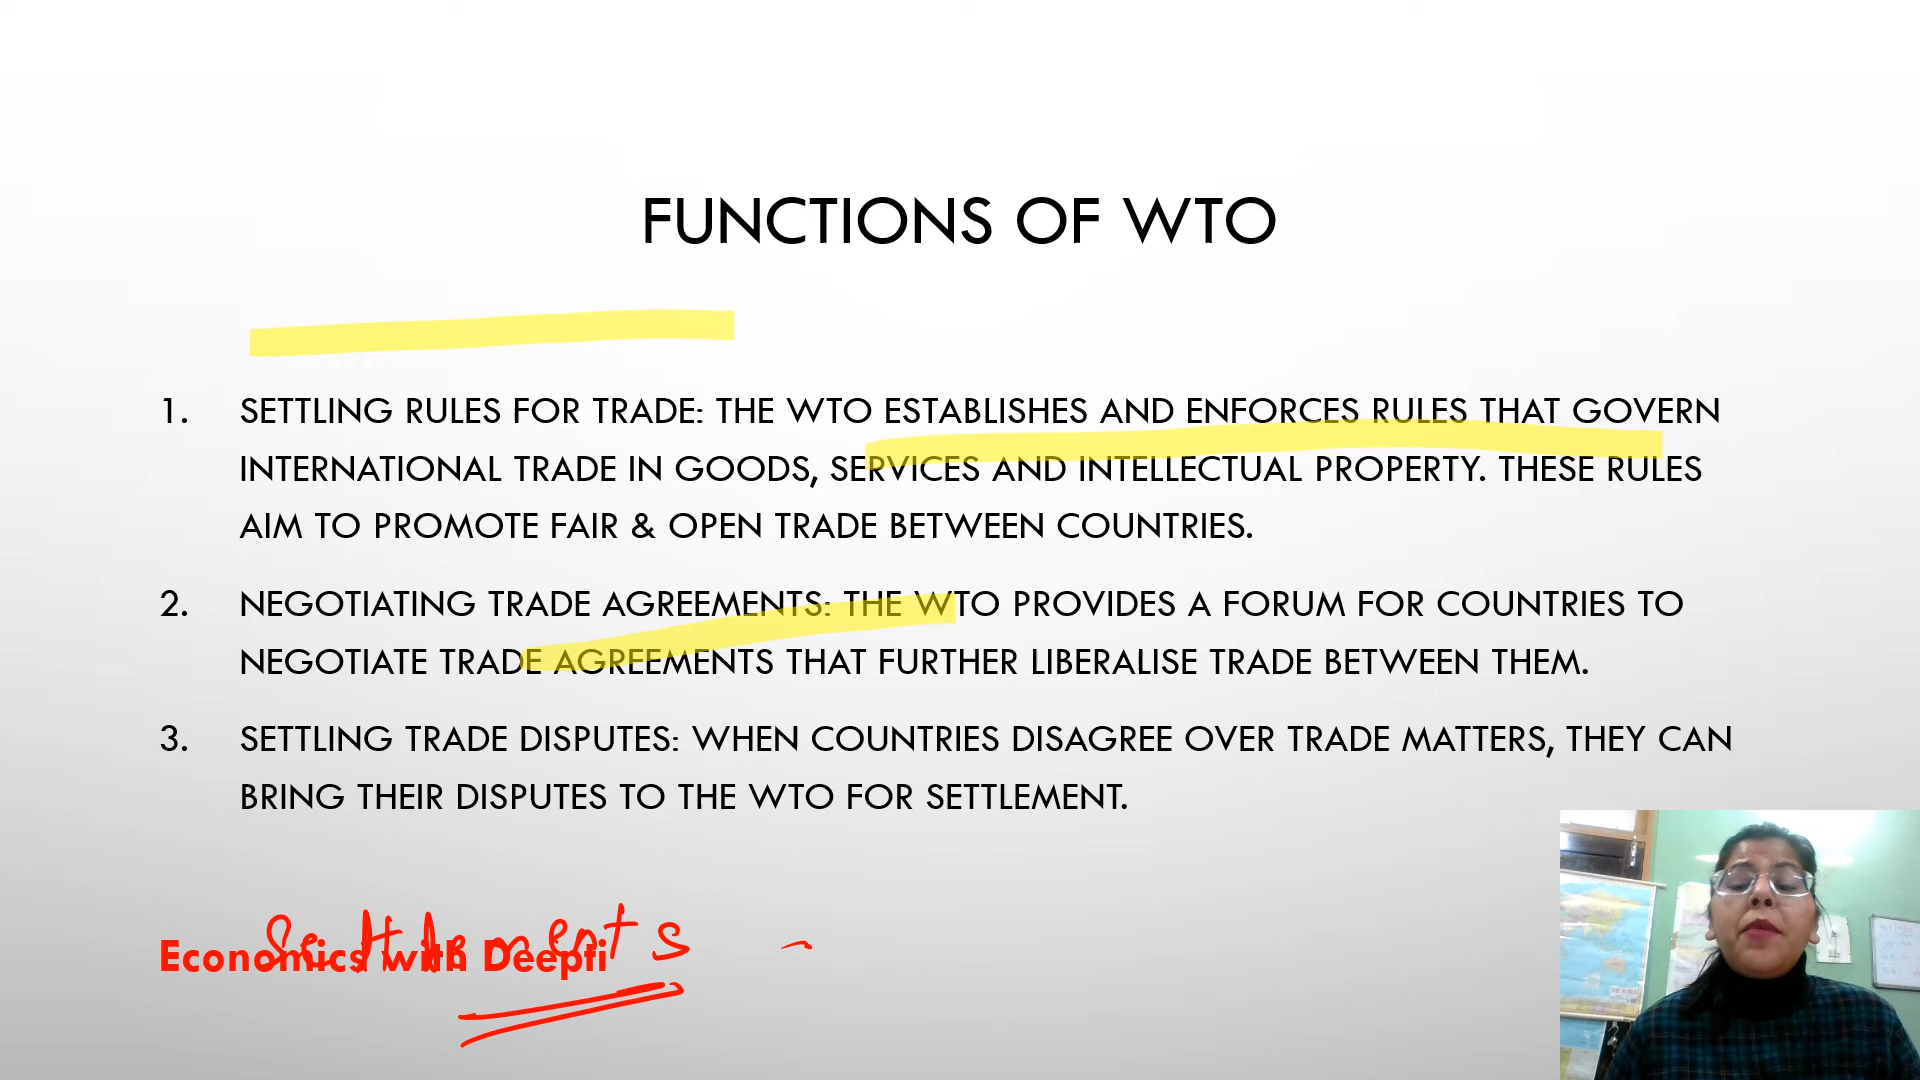 FUNCTIONS OF WTO
1. SETTLING RULES FOR TRADE: THE WTO ESTABLISHES AND ENFORCES RULES THAT GOVERN
INTERNATIONAL TRADE IN GOODS, SERVICES AND INTELLECTUAL PROPERTY. THESE RULES
AIM TO PROMOTE FAIR & OPEN TRADE BETWEEN COUNTRIES.
2. NEGOTIATING TRADE AGREEMENTS: THE WTO PROVIDES A FORUM FOR COUNTRIES TO
NEGOTIATE TRADE AGREEMENTS THAT FURTHER LIBERALISE TRADE BETWEEN THEM.
3. SETTLING TRADE DISPUTES: WHEN COUNTRIES DISAGREE OVER TRADE MATTERS, THEY CAN
BRING THEIR DISPUTES TO THE WTO FOR SETTLEMENT.
Settlements
Economics with Deepti